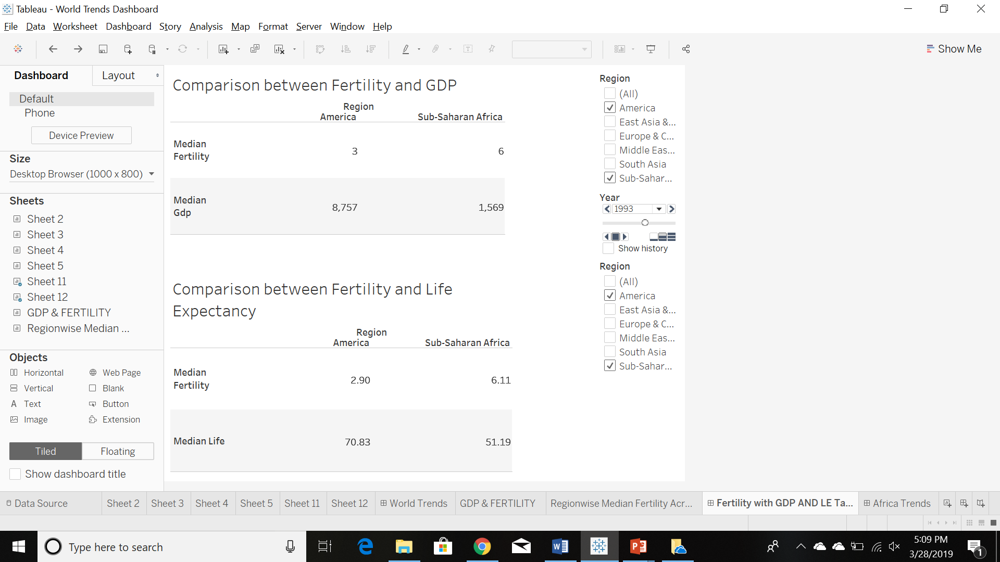 Tableau - World Trends Dashboard
File Data Worksheet Dashboard Story Analysis Map Format Server Window Help
Show Me
Dashboard Layout
Default
Phone
Device Preview
Size
Desktop Browser (1000 x 800)
Sheets
Sheet 2
Sheet 3
Sheet 4
Sheet 5
Sheet 11
Sheet 12
GDP & FERTILITY
Regionwise Median ...
Objects
Horizontal Web Page
Vertical Blank
A Text Button
Image Extension
Tiled Floating
Show dashboard title
Comparison between Fertility and GDP
Region
America Sub-Saharan Africa
Median
Fertility 3 6
Median
Gdp 8,757 1,569
Comparison between Fertility and Life
Expectancy
Region
America Sub-Saharan Africa
Median
Fertility 2.90 6.11
Median Life 70.83 51.19
Region
(All)
America
East Asia &...
Europe & C...
Middle Eas...
South Asia
Sub-Sahar...
Year
1993
Show history
Region
(All)
America
East Asia &...
Europe & C...
Middle Eas...
South Asia
Sub-Sahar...
Data Source Sheet 2 Sheet 3 Sheet 4 Sheet 5 Sheet 11 Sheet 12 World Trends GDP & FERTILITY Regionwise Median Fertility Acr... Fertility with GDP AND LE Ta... Africa Trends
Type here to search
5:09 PM
3/28/2019
1